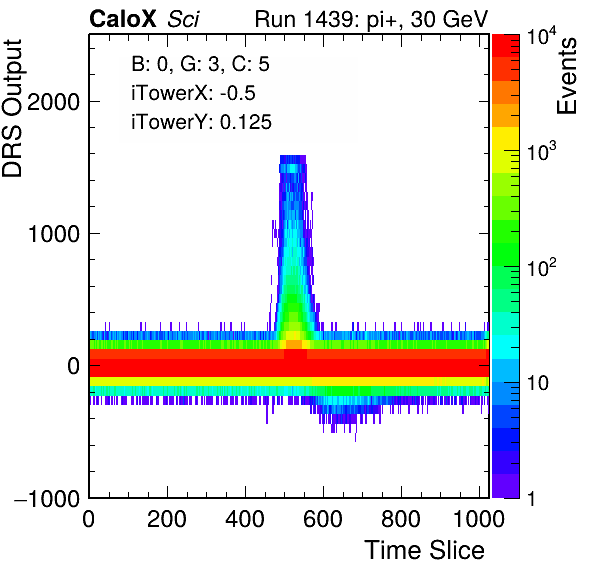 CaloX Sci Run 1439: pi+, 30 GeV
B: 0, G: 3, C: 5
iTowerX: -0.5
iTowerY: 0.125
DRS Output
2000
1000
0
−1000
0 200 400 600 800 1000
Time Slice
Events
10^4
10^3
10^2
10
1